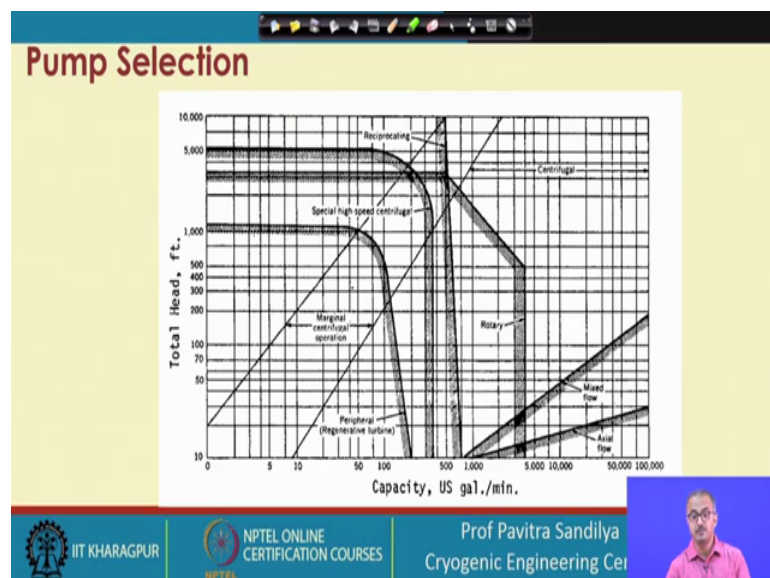 Pump Selection
10,000
5,000
1,000
500
400
300
200
100
70
50
10
Total Head, ft.
Reciprocating
Centrifugal
Special high speed centrifugal
Marginal
centrifugal
operation
Rotary
Peripheral
(Regenerative turbine)
Mixed
flow
Axial
flow
0 5 10 50 100 500 1,000 5,000 10,000 50,000 100,000
Capacity, US gal./min.
IIT KHARAGPUR
NPTEL ONLINE
CERTIFICATION COURSES
NPTEL
Prof Pavitra Sandilya
Cryogenic Engineering Cen